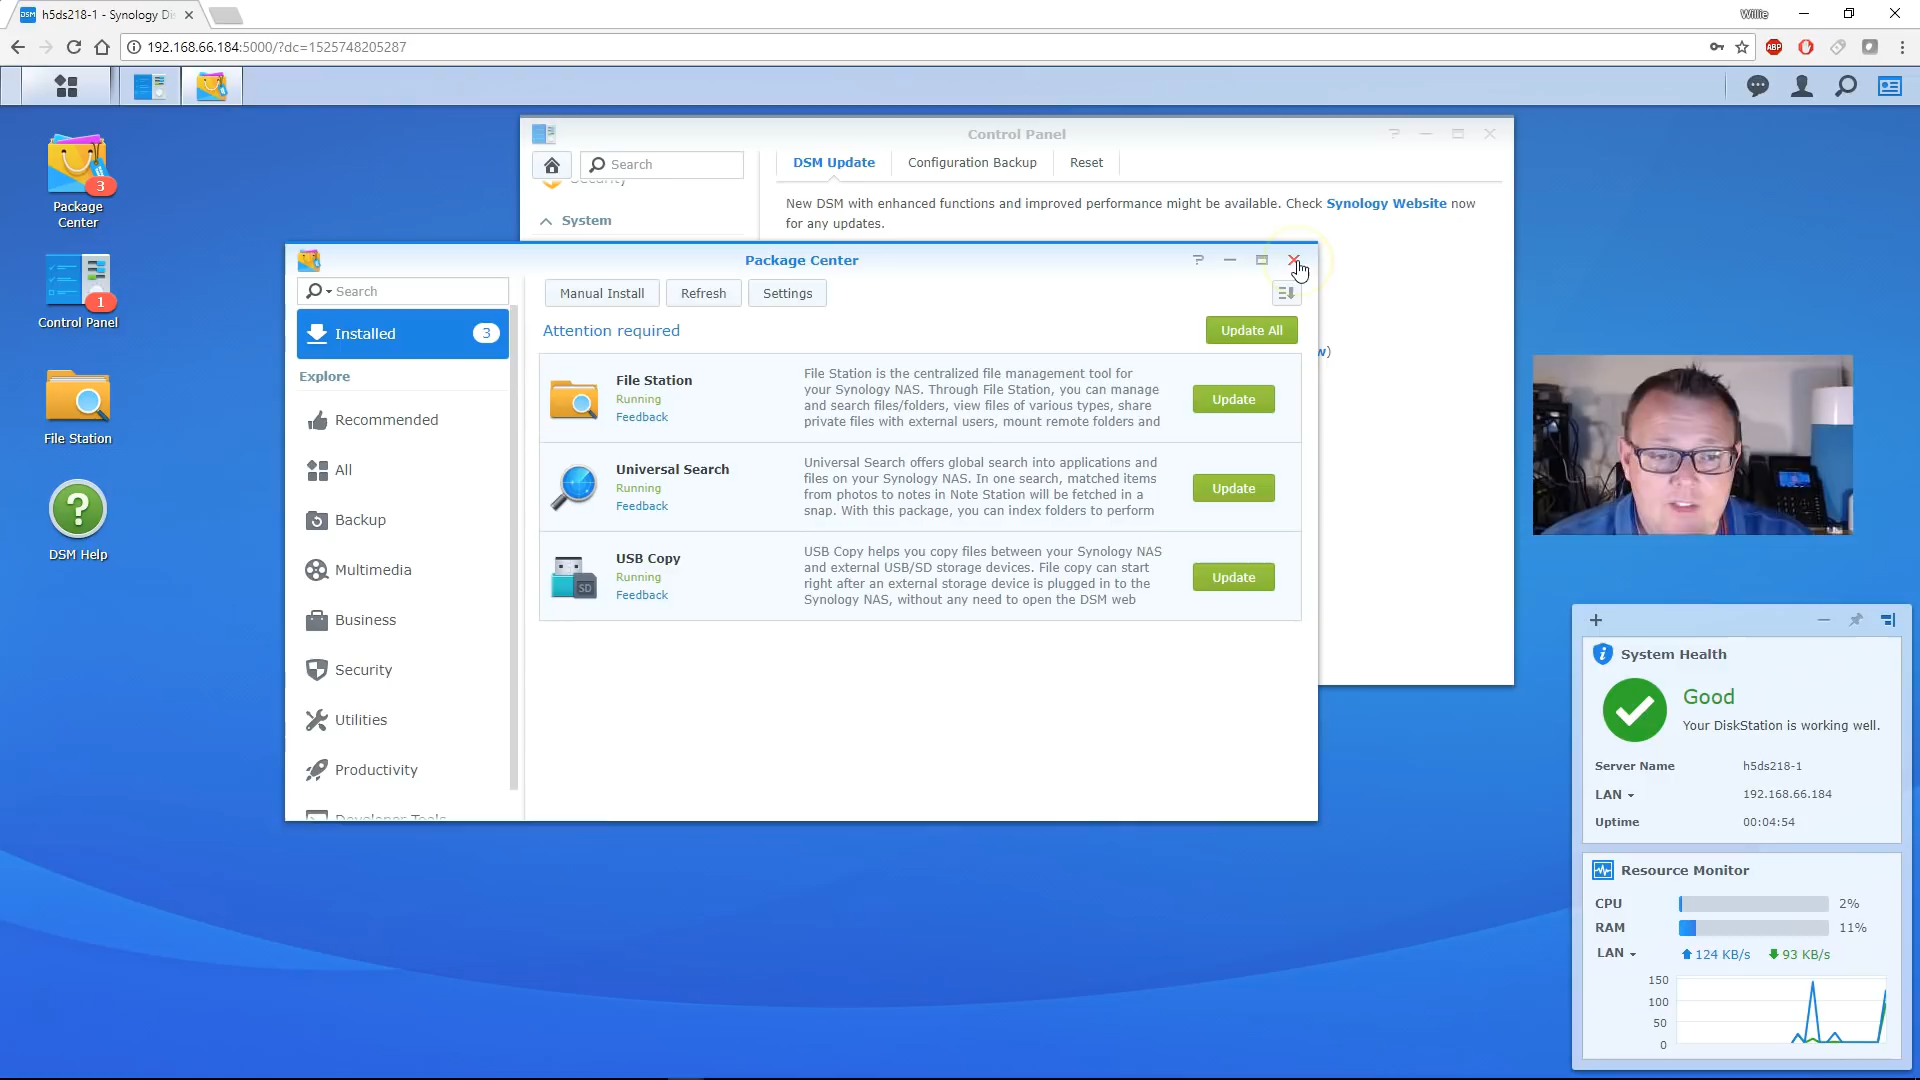 h5ds218-1 - Synology Di
Willie
192.168.66.184:5000/?dc=1525748205287
ABP
Control Panel
Search
DSM Update
Configuration Backup
Reset
Security
System
New DSM with enhanced functions and improved performance might be available. Check Synology Website now
for any updates.
3
Package
Center
1
Control Panel
File Station
DSM Help
Package Center
Search
Manual Install
Refresh
Settings
Installed
3
Attention required
Update All
w)
Explore
Recommended
All
Backup
Multimedia
Business
Security
Utilities
Productivity
Developer Tools
File Station
Running
Feedback
File Station is the centralized file management tool for
your Synology NAS. Through File Station, you can manage
and search files/folders, view files of various types, share
private files with external users, mount remote folders and
Update
Universal Search
Running
Feedback
Universal Search offers global search into applications and
files on your Synology NAS. In one search, matched items
from photos to notes in Note Station will be fetched in a
snap. With this package, you can index folders to perform
Update
SD
USB Copy
Running
Feedback
USB Copy helps you copy files between your Synology NAS
and external USB/SD storage devices. File copy can start
right after an external storage device is plugged in to the
Synology NAS, without any need to open the DSM web
Update
System Health
Good
Your DiskStation is working well.
Server Name h5ds218-1
LAN 192.168.66.184
Uptime 00:04:54
Resource Monitor
CPU 2%
RAM 11%
LAN 124 KB/s 93 KB/s
150
100
50
0